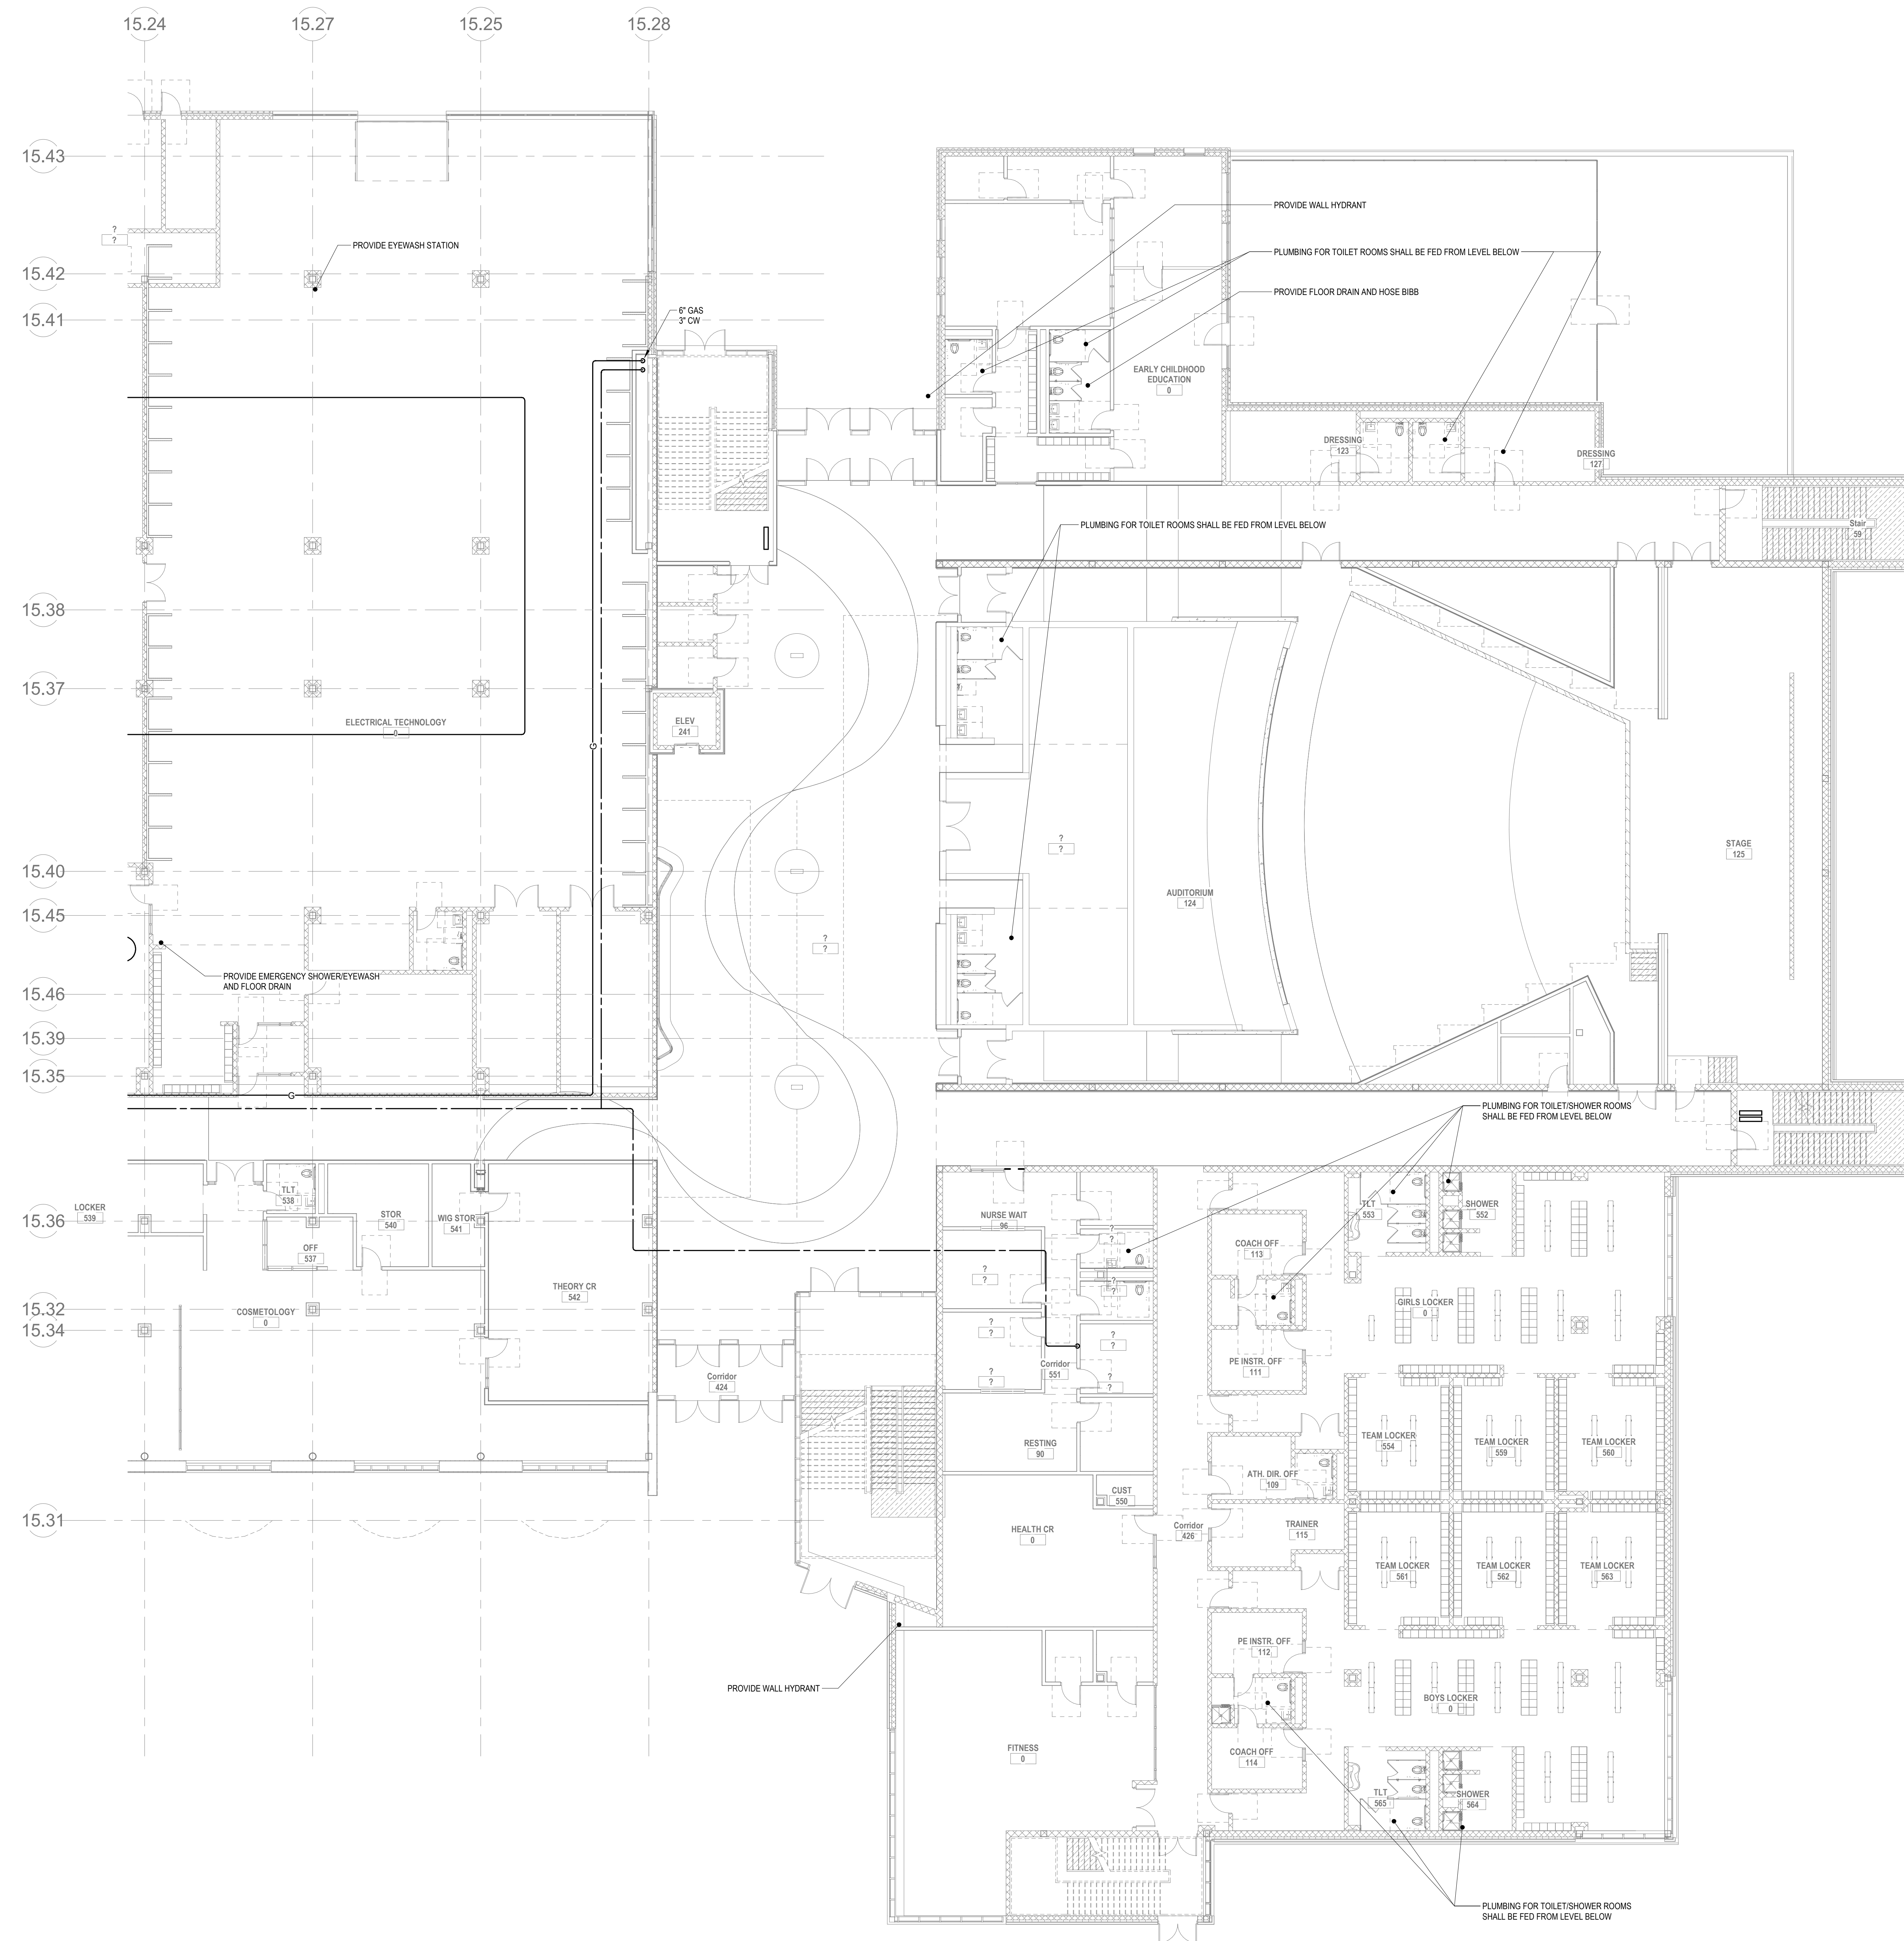 15.24
15.27
15.25
15.28
15.43
15.42
15.41
15.38
15.37
15.40
15.45
15.46
15.39
15.35
15.36
15.32
15.34
15.31
?
?
PROVIDE EYEWASH STATION
6" GAS
3" CW
PROVIDE WALL HYDRANT
PLUMBING FOR TOILET ROOMS SHALL BE FED FROM LEVEL BELOW
PROVIDE FLOOR DRAIN AND HOSE BIBB
EARLY CHILDHOOD
EDUCATION
0
DRESSING
123
DRESSING
127
Stair
59
PLUMBING FOR TOILET ROOMS SHALL BE FED FROM LEVEL BELOW
ELECTRICAL TECHNOLOGY
0
G
ELEV
241
?
?
AUDITORIUM
124
STAGE
125
?
?
PROVIDE EMERGENCY SHOWER/EYEWASH
AND FLOOR DRAIN
G
PLUMBING FOR TOILET/SHOWER ROOMS
SHALL BE FED FROM LEVEL BELOW
LOCKER
539
TLT
538
STOR
540
WIG STOR
541
OFF
537
COSMETOLOGY
0
THEORY CR
542
Corridor
424
NURSE WAIT
96
?
?
?
?
?
?
?
?
?
?
?
?
Corridor
551
RESTING
90
CUST
550
HEALTH CR
0
Corridor
426
COACH OFF
113
PE INSTR. OFF
111
ATH. DIR. OFF
109
TRAINER
115
TLT
553
SHOWER
552
GIRLS LOCKER
0
TEAM LOCKER
554
TEAM LOCKER
559
TEAM LOCKER
560
TEAM LOCKER
561
TEAM LOCKER
562
TEAM LOCKER
563
PE INSTR. OFF
112
BOYS LOCKER
0
COACH OFF
114
TLT
565
SHOWER
564
PROVIDE WALL HYDRANT
FITNESS
0
PLUMBING FOR TOILET/SHOWER ROOMS
SHALL BE FED FROM LEVEL BELOW